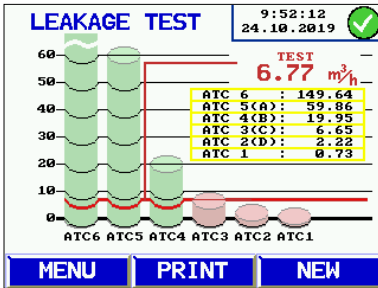 LEAKAGE TEST
9:52:12
24.10.2019
TEST
6.77 m³/h
60
50
40
30
20
10
0
ATC 6 : 149.64
ATC 5(A): 59.86
ATC 4(B): 19.95
ATC 3(C): 6.65
ATC 2(D): 2.22
ATC 1 : 0.73
ATC6 ATC5 ATC4 ATC3 ATC2 ATC1
MENU PRINT NEW